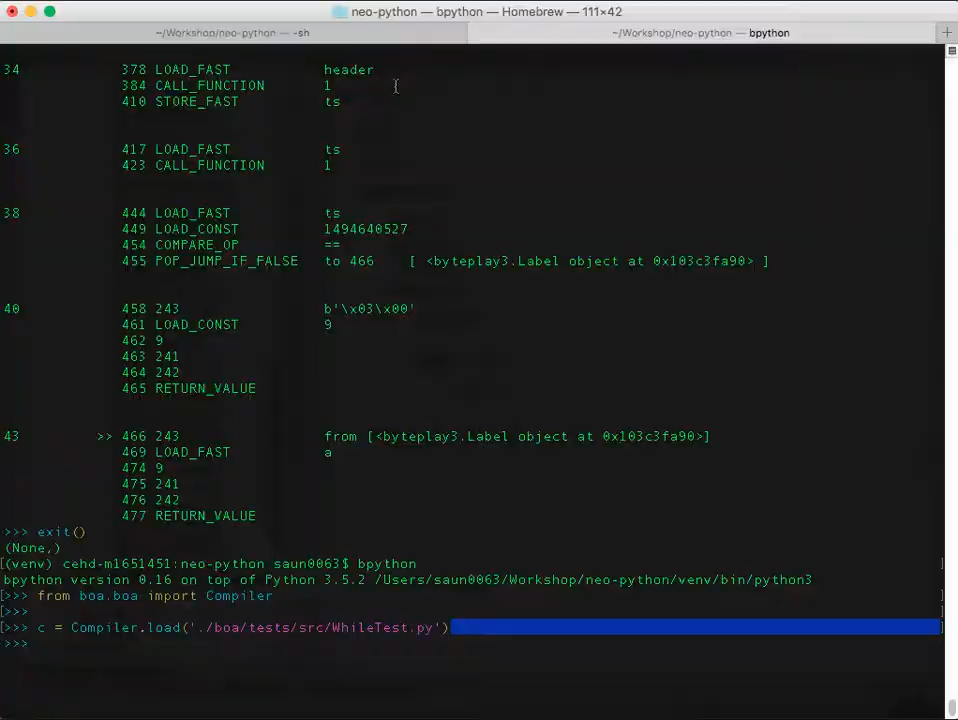 neo-python — bpython — Homebrew — 111×42
~/Workshop/neo-python — -sh
~/Workshop/neo-python — bpython
34 378 LOAD_FAST header
384 CALL_FUNCTION 1
410 STORE_FAST ts
36 417 LOAD_FAST ts
423 CALL_FUNCTION 1
38 444 LOAD_FAST ts
449 LOAD_CONST 1494640527
454 COMPARE_OP ==
455 POP_JUMP_IF_FALSE to 466 [ <byteplay3.Label object at 0x103c3fa90> ]
40 458 243 b'\x03\x00'
461 LOAD_CONST 9
462 9
463 241
464 242
465 RETURN_VALUE
43 >> 466 243 from [<byteplay3.Label object at 0x103c3fa90>]
469 LOAD_FAST a
474 9
475 241
476 242
477 RETURN_VALUE
>>> exit()
(None,)
[(venv) cehd-m1651451:neo-python saun0063$ bpython ]
bpython version 0.16 on top of Python 3.5.2 /Users/saun0063/Workshop/neo-python/venv/bin/python3
[>>> from boa.boa import Compiler ]
[>>> ]
[>>> c = Compiler.load('./boa/tests/src/WhileTest.py') ]
>>>